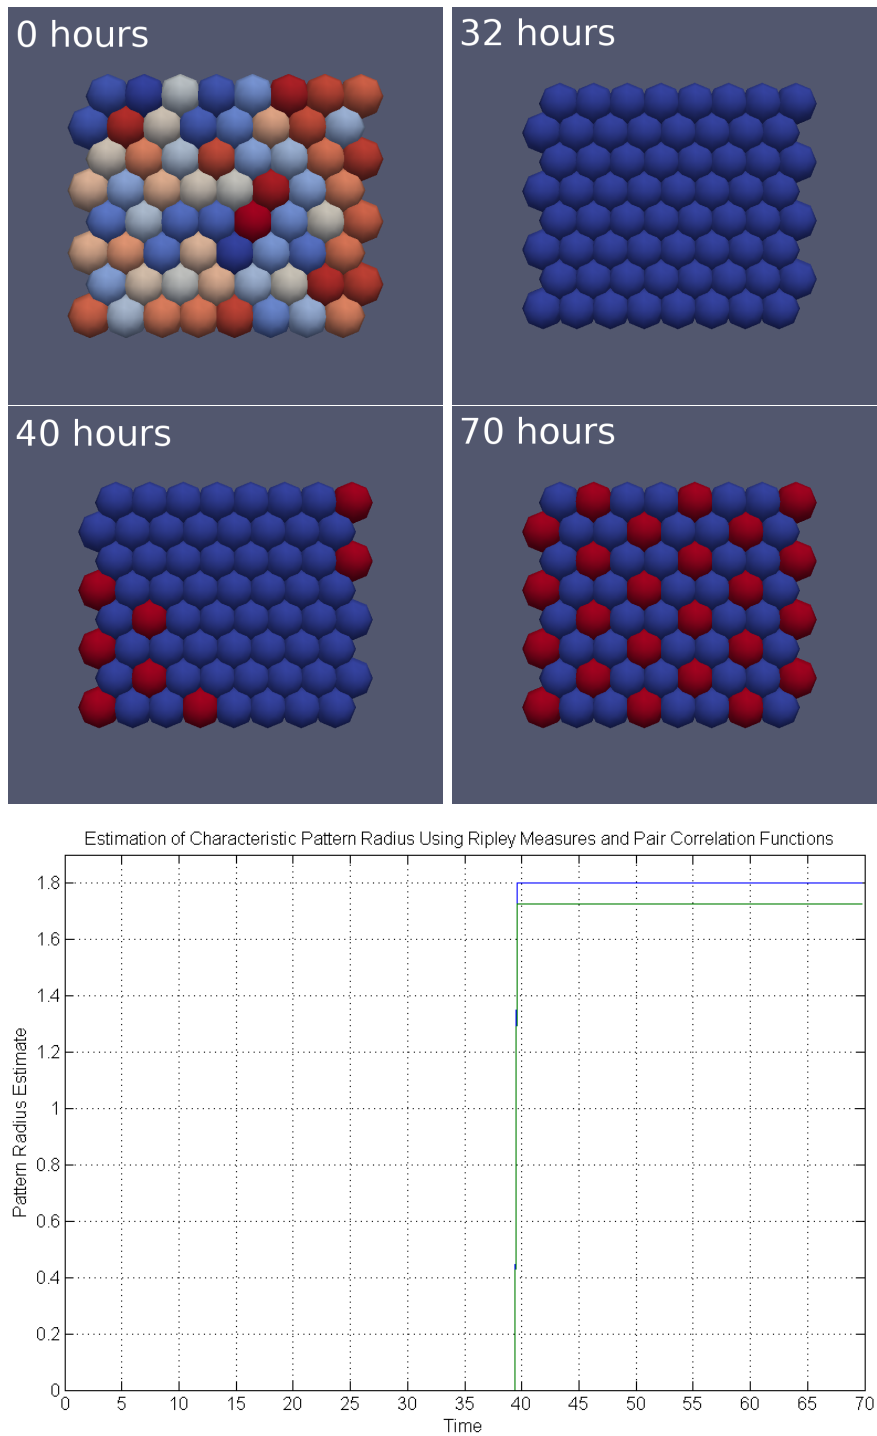 0 hours
32 hours
40 hours
70 hours
Estimation of Characteristic Pattern Radius Using Ripley Measures and Pair Correlation Functions
1.8
1.6
1.4
1.2
1
0.8
0.6
0.4
0.2
0
Pattern Radius Estimate
0 5 10 15 20 25 30 35 40 45 50 55 60 65 70
Time